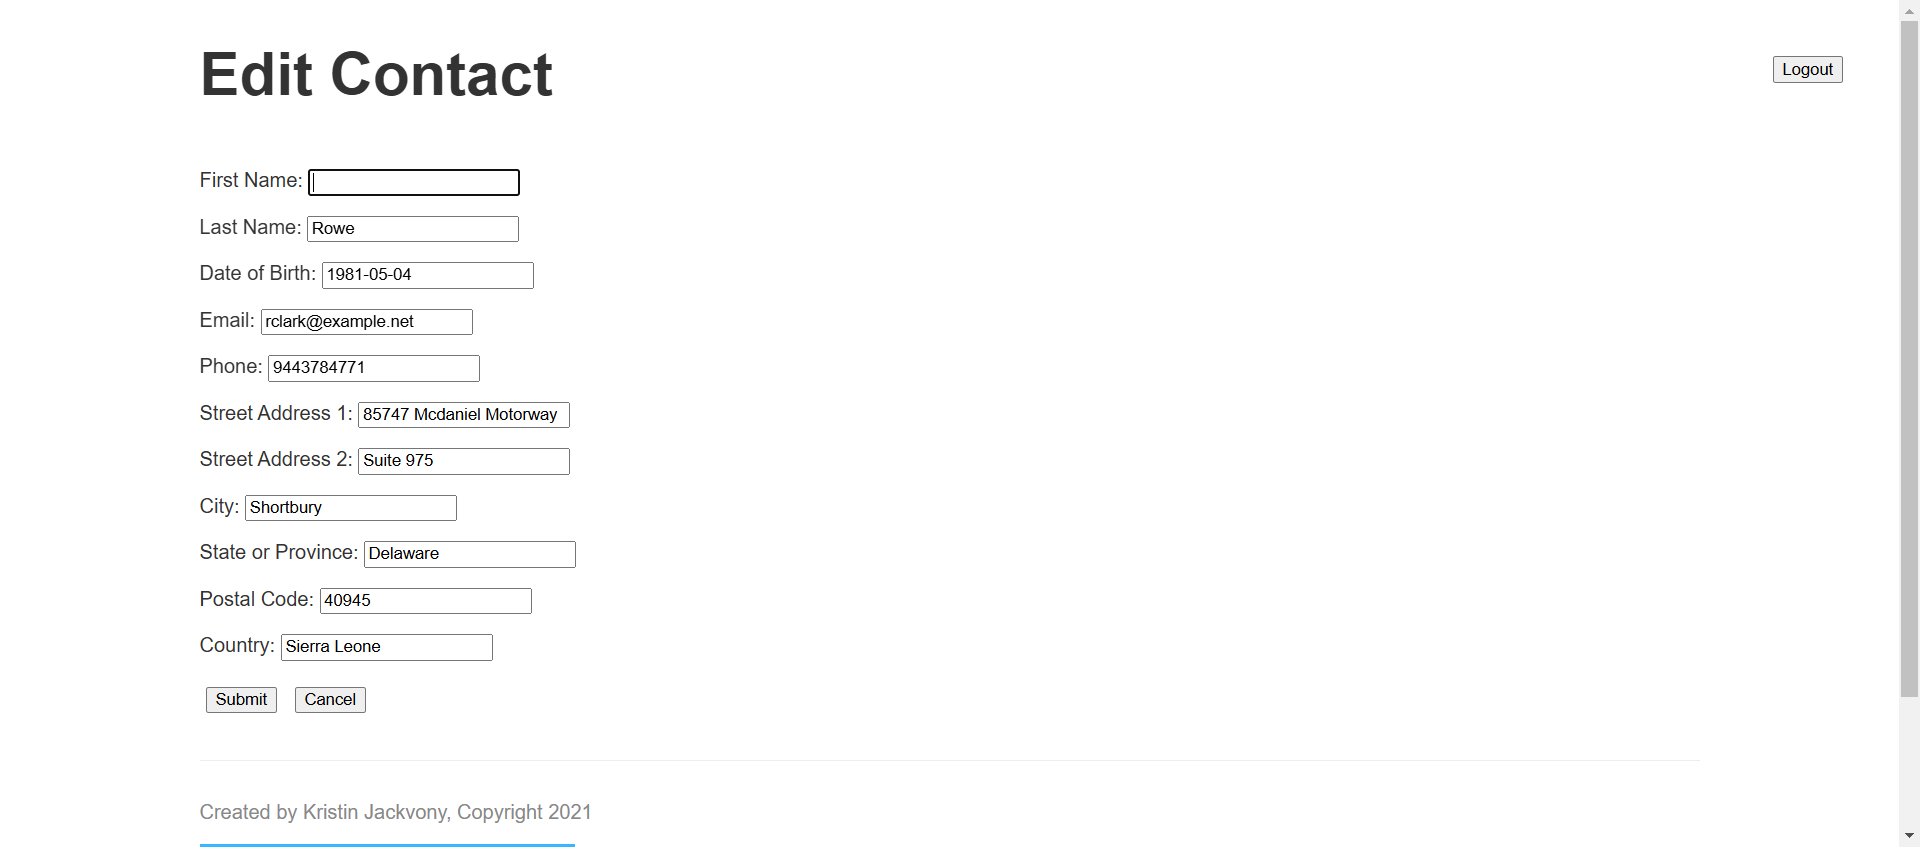 Edit Contact
Logout
First Name:
Last Name: Rowe
Date of Birth: 1981-05-04
Email: rclark@example.net
Phone: 9443784771
Street Address 1: 85747 Mcdaniel Motorway
Street Address 2: Suite 975
City: Shortbury
State or Province: Delaware
Postal Code: 40945
Country: Sierra Leone
Submit Cancel
Created by Kristin Jackvony, Copyright 2021